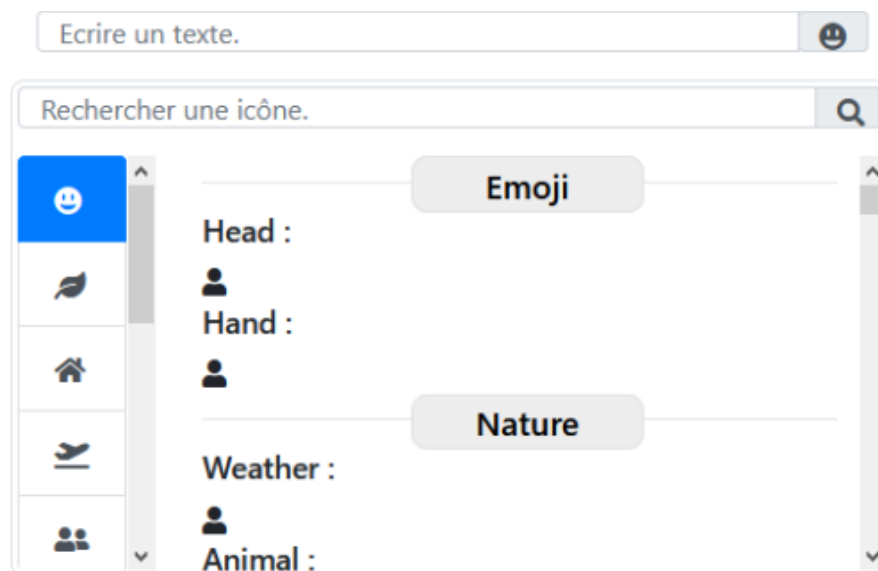 Ecrire un texte.
Rechercher une icône.
Emoji
Head :
Hand :
Nature
Weather :
Animal :